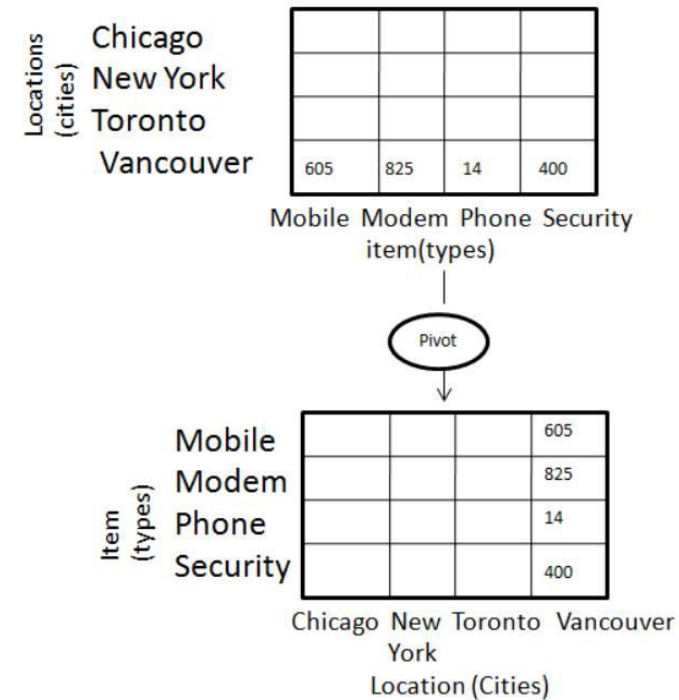 Locations
(cities)
Chicago
New York
Toronto
Vancouver
605 825 14 400
Mobile Modem Phone Security
item(types)
Pivot
Item
(types)
Mobile 605
Modem 825
Phone 14
Security 400
Chicago New Toronto Vancouver
York
Location (Cities)